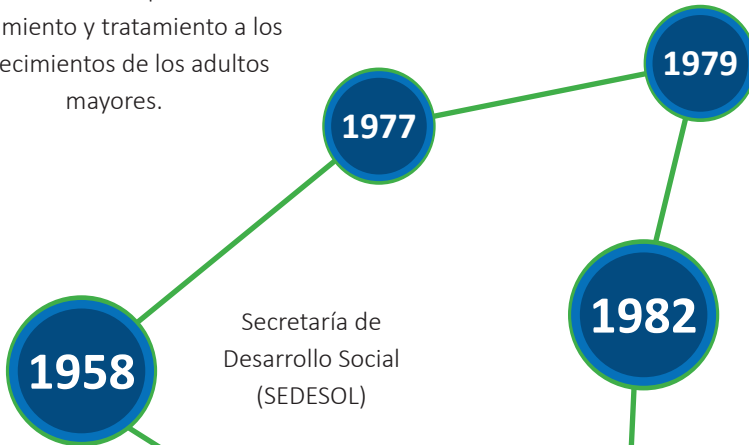 miento y tratamiento a los
ecimientos de los adultos
mayores.
1979
1977
1982
Secretaría de
Desarrollo Social
(SEDESOL)
1958